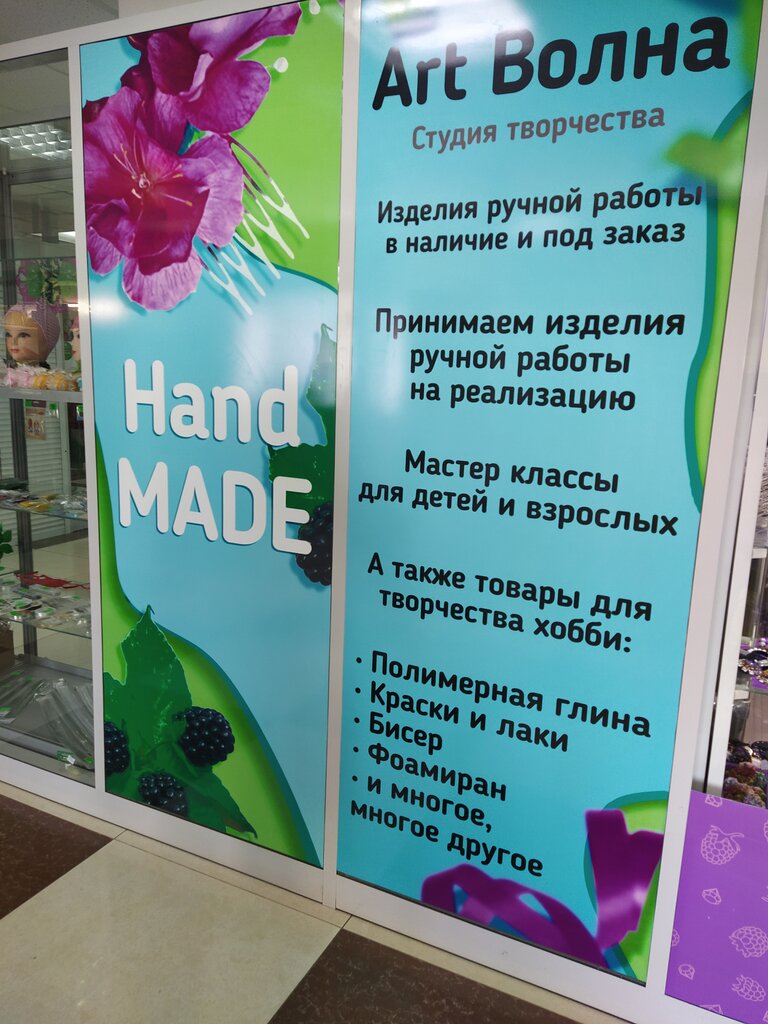 Hand
MADE
Art Волна
Студия творчества
Изделия ручной работы
в наличие и под заказ
Принимаем изделия
ручной работы
на реализацию
Мастер классы
для детей и взрослых
А также товары для
творчества хобби:
· Полимерная глина
· Краски и лаки
· Бисер
· Фоамиран
· и многое,
многое другое